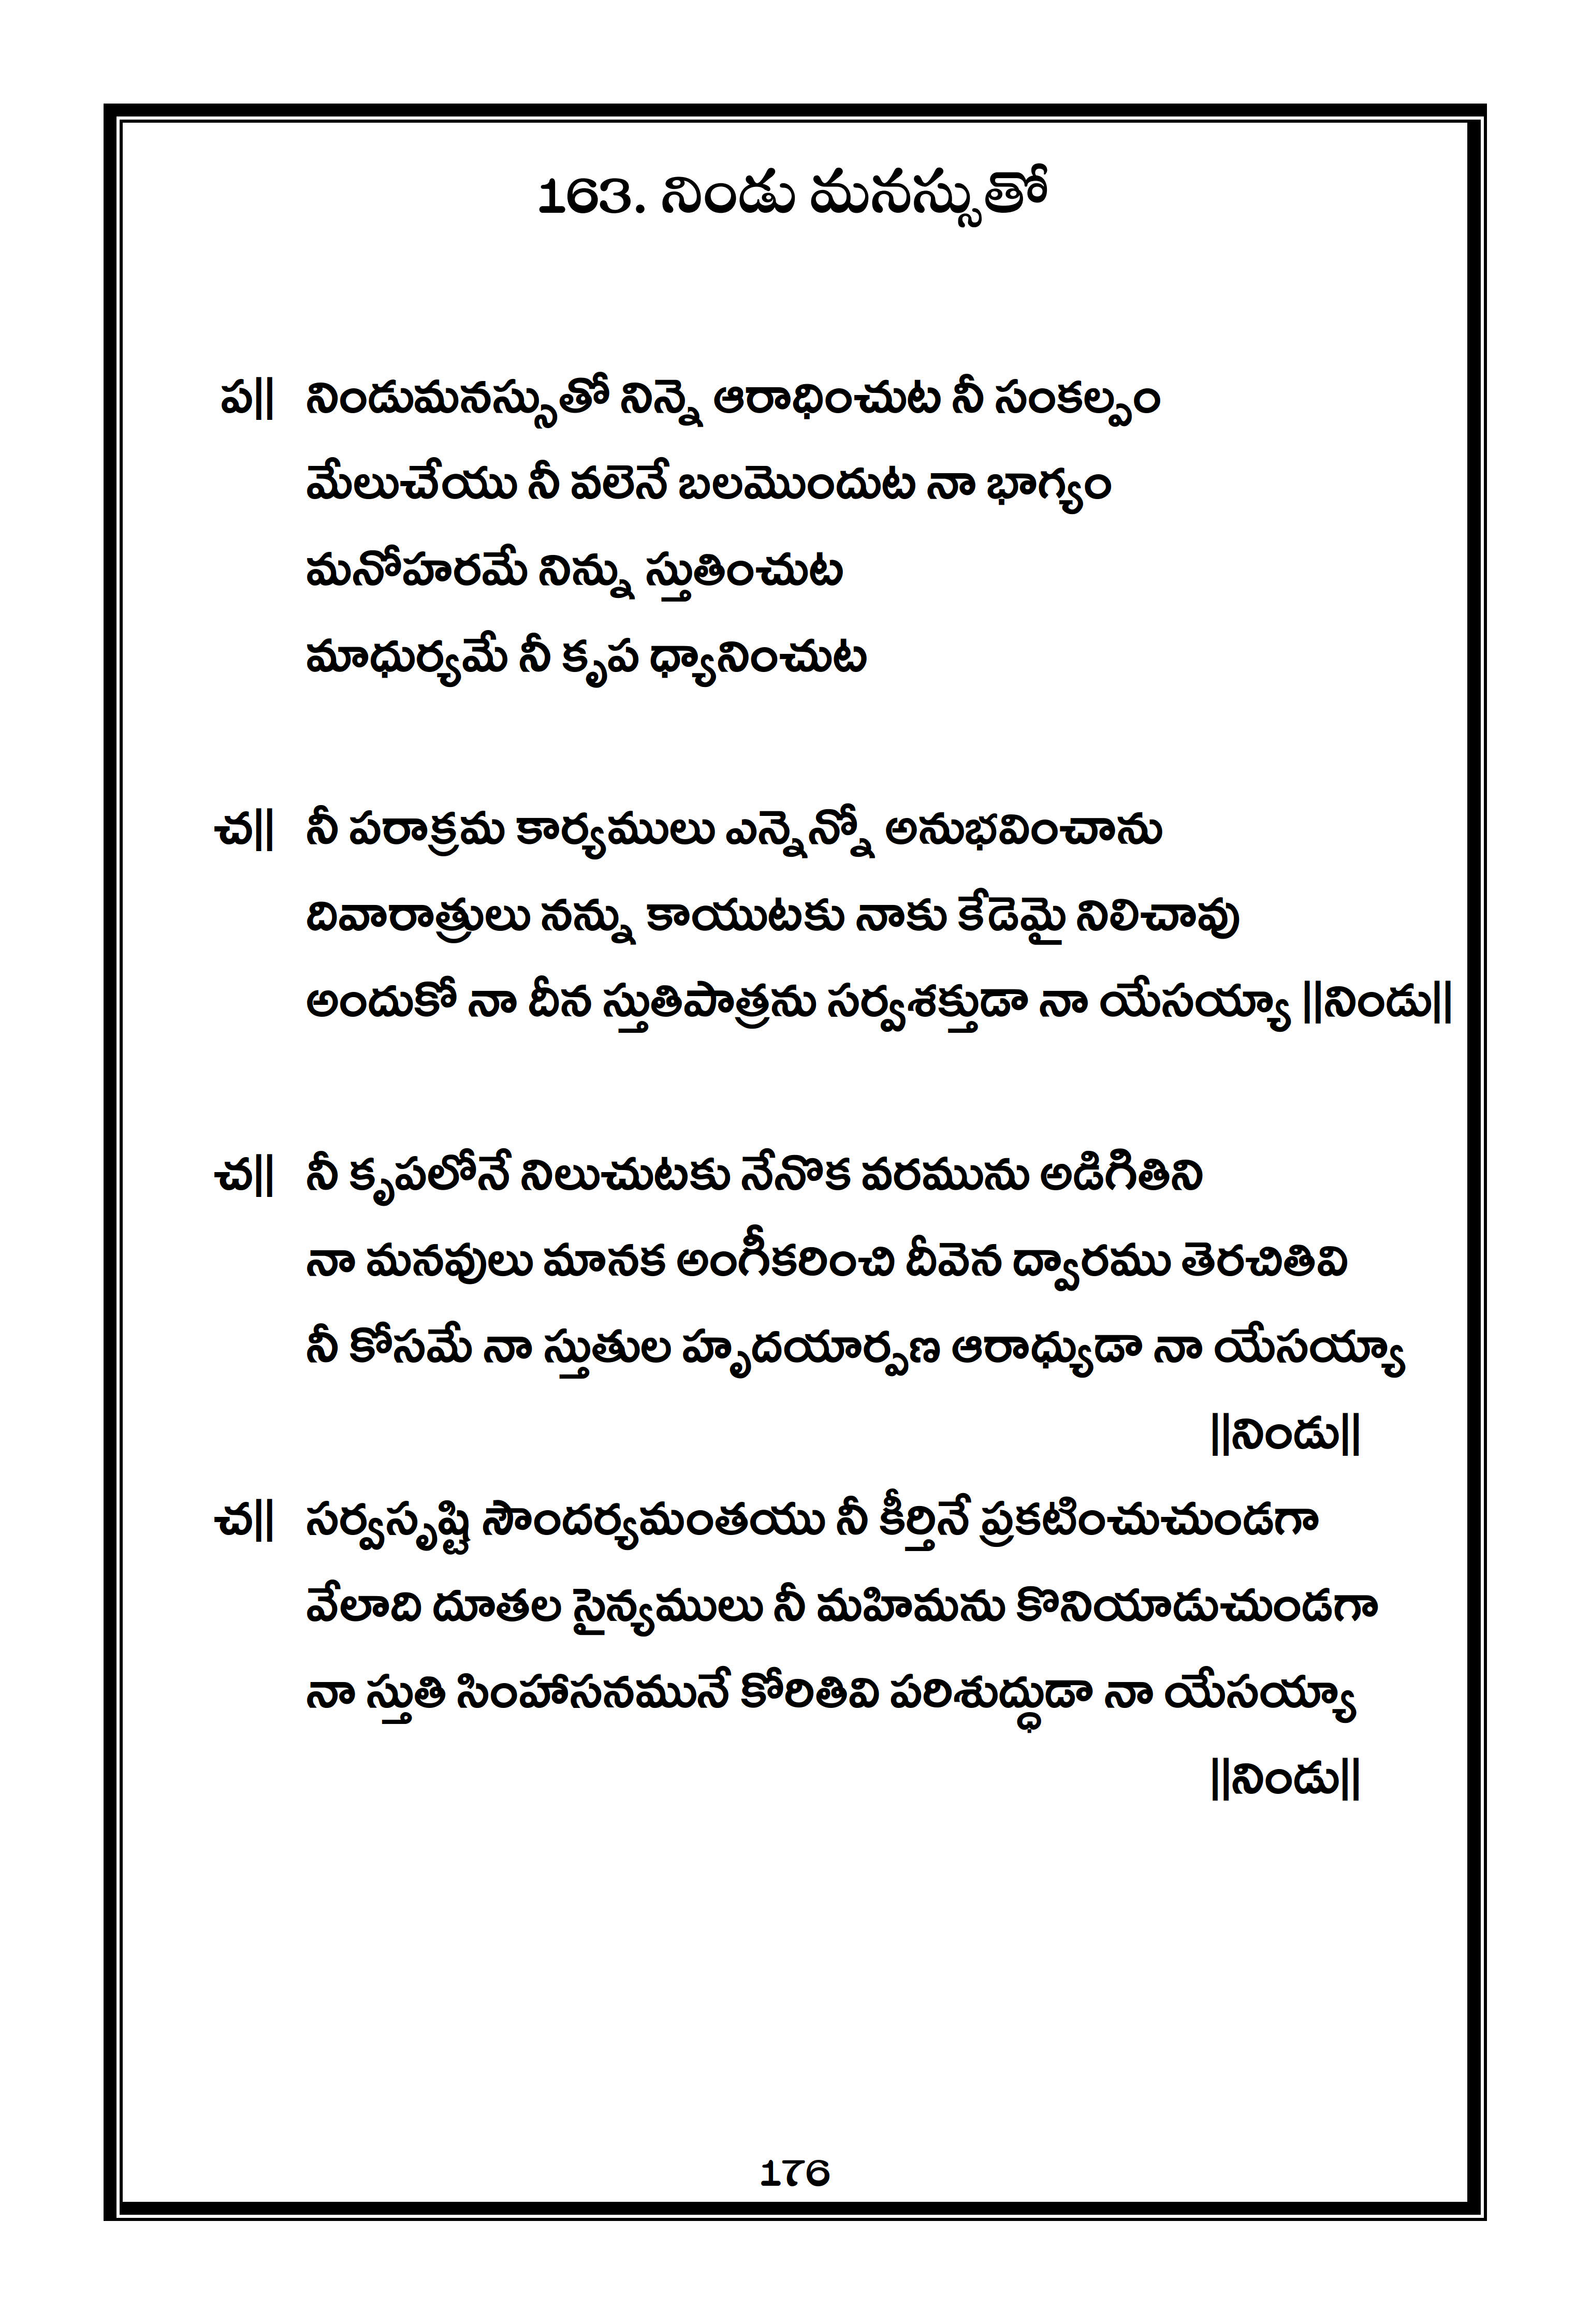 163. నిండు మనస్సుతో
ప॥ నిండుమనస్సుతో నిన్నె ఆరాధించుట నీ సంకల్పం
మేలుచేయు నీ వలెనే బలమొందుట నా భాగ్యం
మనోహరమే నిన్ను స్తుతించుట
మాధుర్యమే నీ కృప ధ్యానించుట
చ॥ నీ పరాక్రమ కార్యములు ఎన్నెన్నో అనుభవించాను
దివారాత్రులు నన్ను కాయుటకు నాకు కేడెమై నిలిచావు
అందుకో నా దీన స్తుతిపాత్రను సర్వశక్తుడా నా యేసయ్యా ॥నిండు॥
చ॥ నీ కృపలోనే నిలుచుటకు నేనొక వరమును అడిగితిని
నా మనవులు మానక అంగీకరించి దీవెన ద్వారము తెరచితివి
నీ కోసమే నా స్తుతుల హృదయార్పణ ఆరాధ్యుడా నా యేసయ్యా
॥నిండు॥
చ॥ సర్వసృష్టి సౌందర్యమంతయు నీ కీర్తినే ప్రకటించుచుండగా
వేలాది దూతల సైన్యములు నీ మహిమను కొనియాడుచుండగా
నా స్తుతి సింహాసనమునే కోరితివి పరిశుద్ధుడా నా యేసయ్యా
॥నిండు॥
176